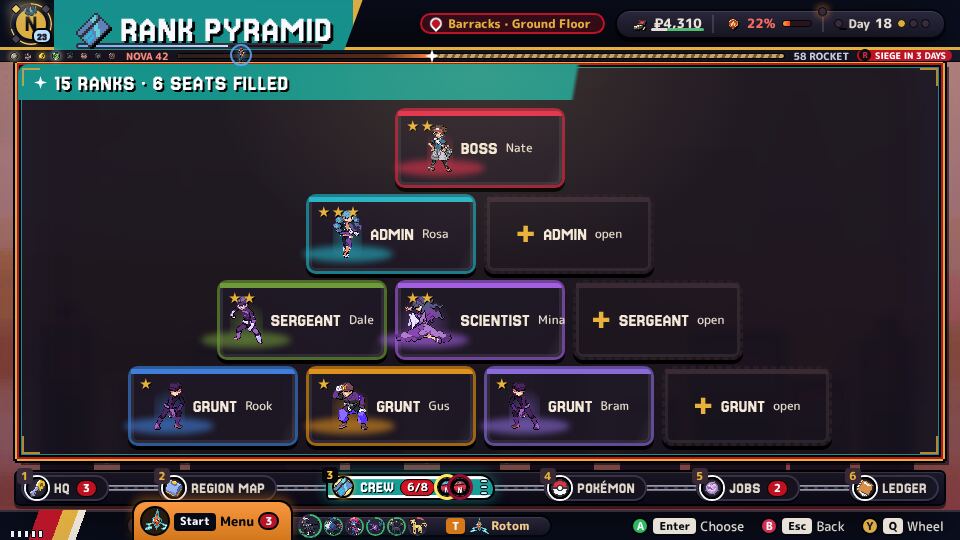 N
23
RANK PYRAMID
Barracks · Ground Floor
₽4,310
22%
Day 18
NOVA 42
58 ROCKET
R SIEGE IN 3 DAYS
15 RANKS · 6 SEATS FILLED
BOSS Nate
ADMIN Rosa
+ ADMIN open
SERGEANT Dale
SCIENTIST Mina
+ SERGEANT open
GRUNT Rook
GRUNT Gus
GRUNT Bram
+ GRUNT open
1 HQ 3
2 REGION MAP
3 CREW 6/8
4 POKÉMON
5 JOBS 2
6 LEDGER
Start Menu 3
T Rotom
A Enter Choose
B Esc Back
Y Q Wheel